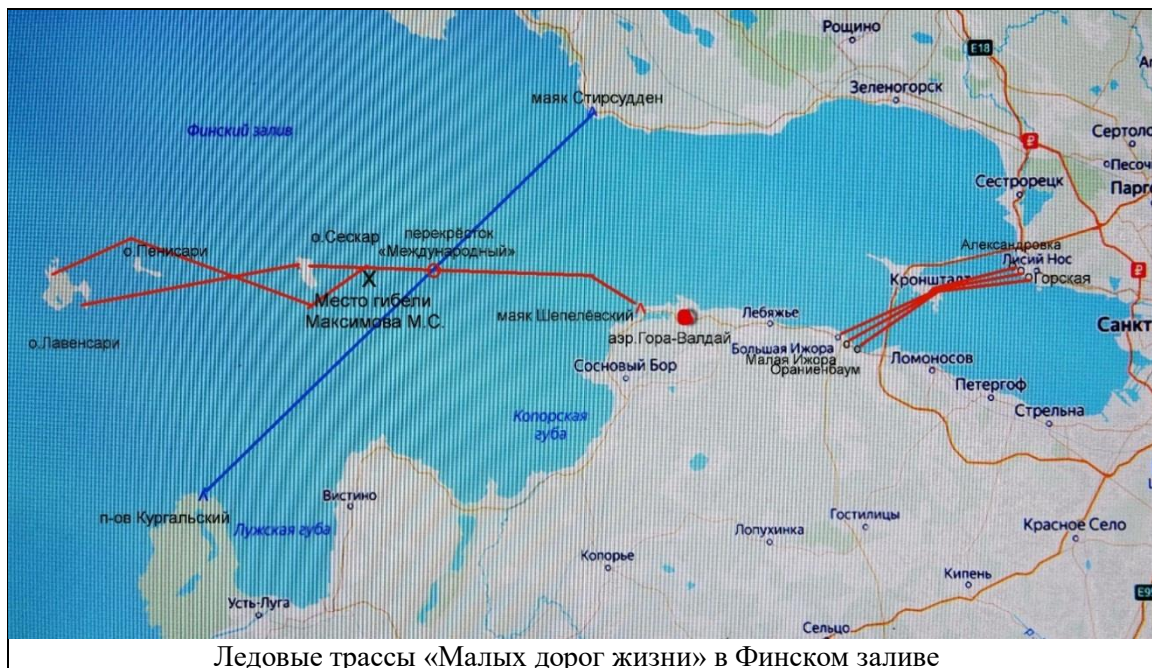 Рощино
E18
Зеленогорск
маяк Стирсудден
Финский залив
Сертоло
Песоч
Парго
Сестрорецк
о.Сескар
перекрёсток
«Международный»
о.Пенисари
Александровка
Лисий Нос
Кронштадт
Горская
Место гибели
Максимова М.С.
маяк Шепелёвский
Лебяжье
Санкт
о.Лавенсари
аэр.Гора-Валдай
Большая Ижора
Малая Ижора
Ораниенбаум
Ломоносов
Сосновый Бор
Петергоф
Стрельна
Копорская
губа
Вистино
п-ов Кургальский
Лужская губа
Гостилицы
Лопухинка
Красное Село
Копорье
Кипень
Усть-Луга
E95
Сельцо
Ледовые трассы «Малых дорог жизни» в Финском заливе